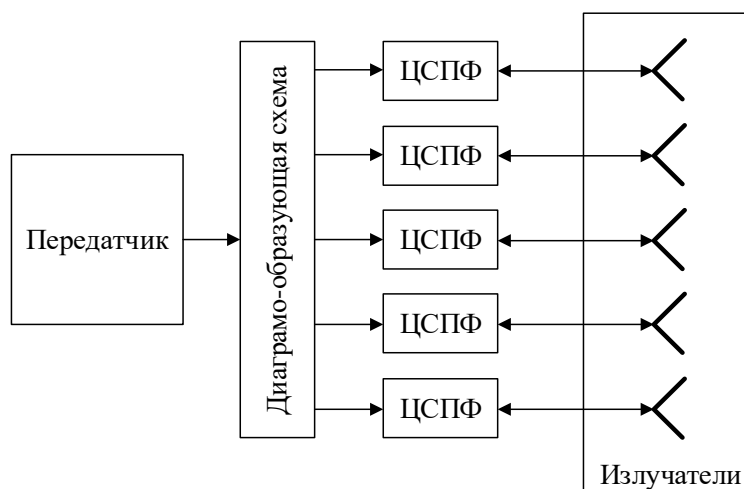 Передатчик
Диаграмо-образующая схема
ЦСПФ
ЦСПФ
ЦСПФ
ЦСПФ
ЦСПФ
Излучатели